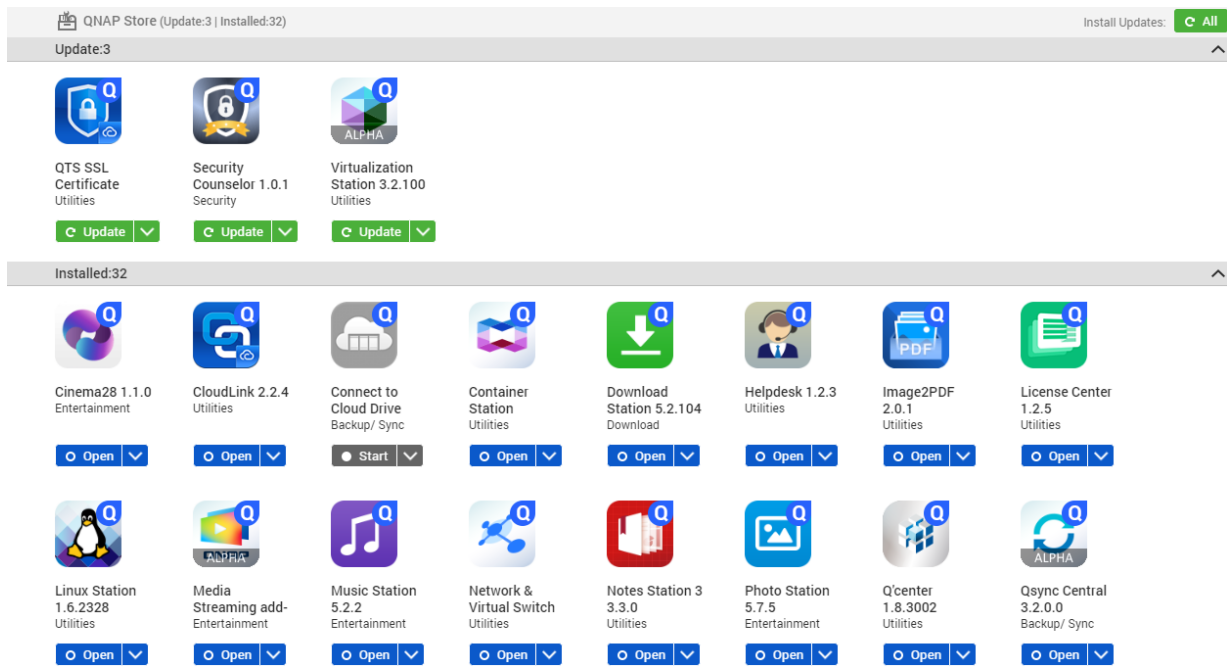 QNAP Store (Update:3 | Installed:32)
Install Updates:
All
Update:3
Q
Q
Q
ALPHA
QTS SSL
Certificate
Utilities
Security
Counselor 1.0.1
Security
Virtualization
Station 3.2.100
Utilities
Update
Update
Update
Installed:32
Q
Q
Q
Q
Q
Q
Q
PDF
Q
Cinema28 1.1.0
Entertainment
CloudLink 2.2.4
Utilities
Connect to
Cloud Drive
Backup/ Sync
Container
Station
Utilities
Download
Station 5.2.104
Download
Helpdesk 1.2.3
Utilities
Image2PDF
2.0.1
Utilities
License Center
1.2.5
Utilities
Open
Open
Start
Open
Open
Open
Open
Open
Q
Q
ALPHA
Q
Q
Q
Q
Q
Q
ALPHA
Linux Station
1.6.2328
Utilities
Media
Streaming add-
Entertainment
Music Station
5.2.2
Entertainment
Network &
Virtual Switch
Utilities
Notes Station 3
3.3.0
Utilities
Photo Station
5.7.5
Entertainment
Q'center
1.8.3002
Utilities
Qsync Central
3.2.0.0
Backup/ Sync
Open
Open
Open
Open
Open
Open
Open
Open